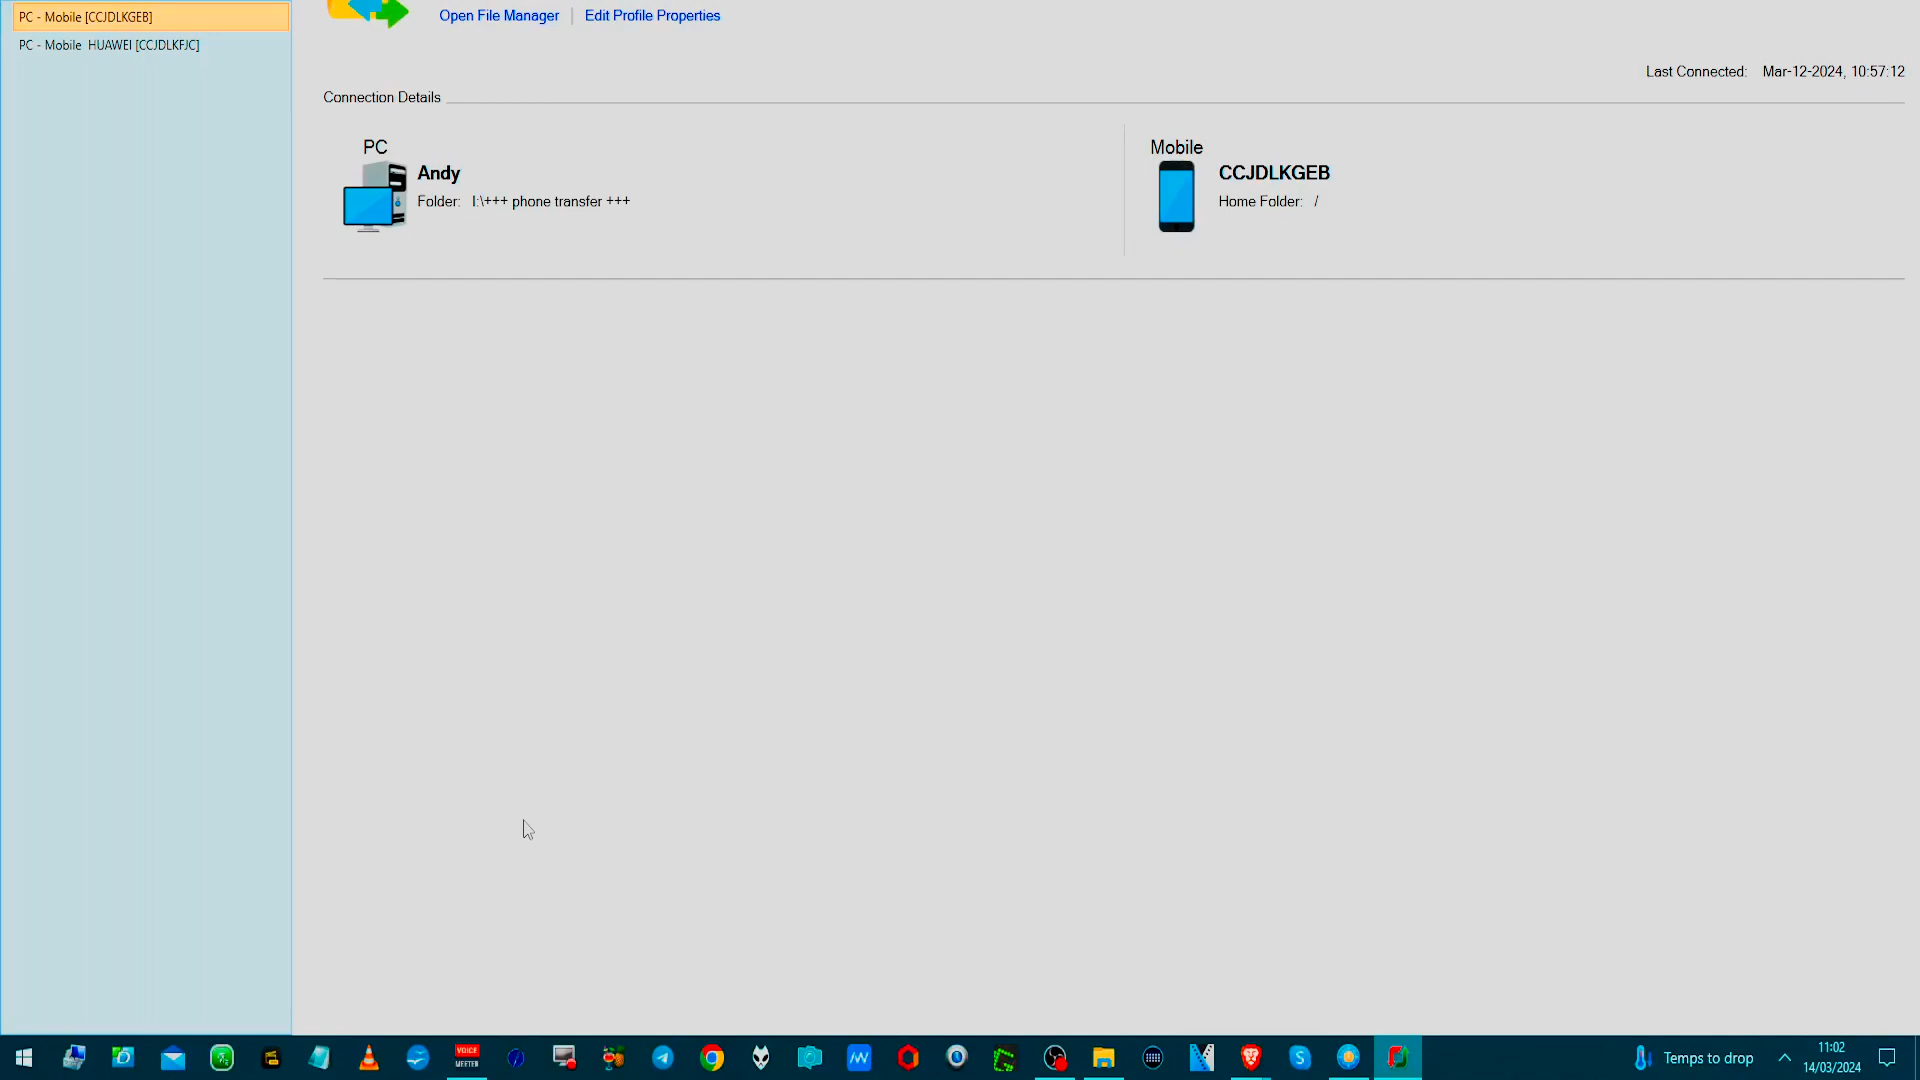 PC - Mobile [CCJDLKGEB]
PC - Mobile HUAWEI [CCJDLKFJC]
Open File Manager | Edit Profile Properties
Last Connected: Mar-12-2024, 10:57:12
Connection Details
PC
Andy
Folder: I:\+++ phone transfer +++
Mobile
CCJDLKGEB
Home Folder: /
VOICE
MEETER
Temps to drop
11:02
14/03/2024